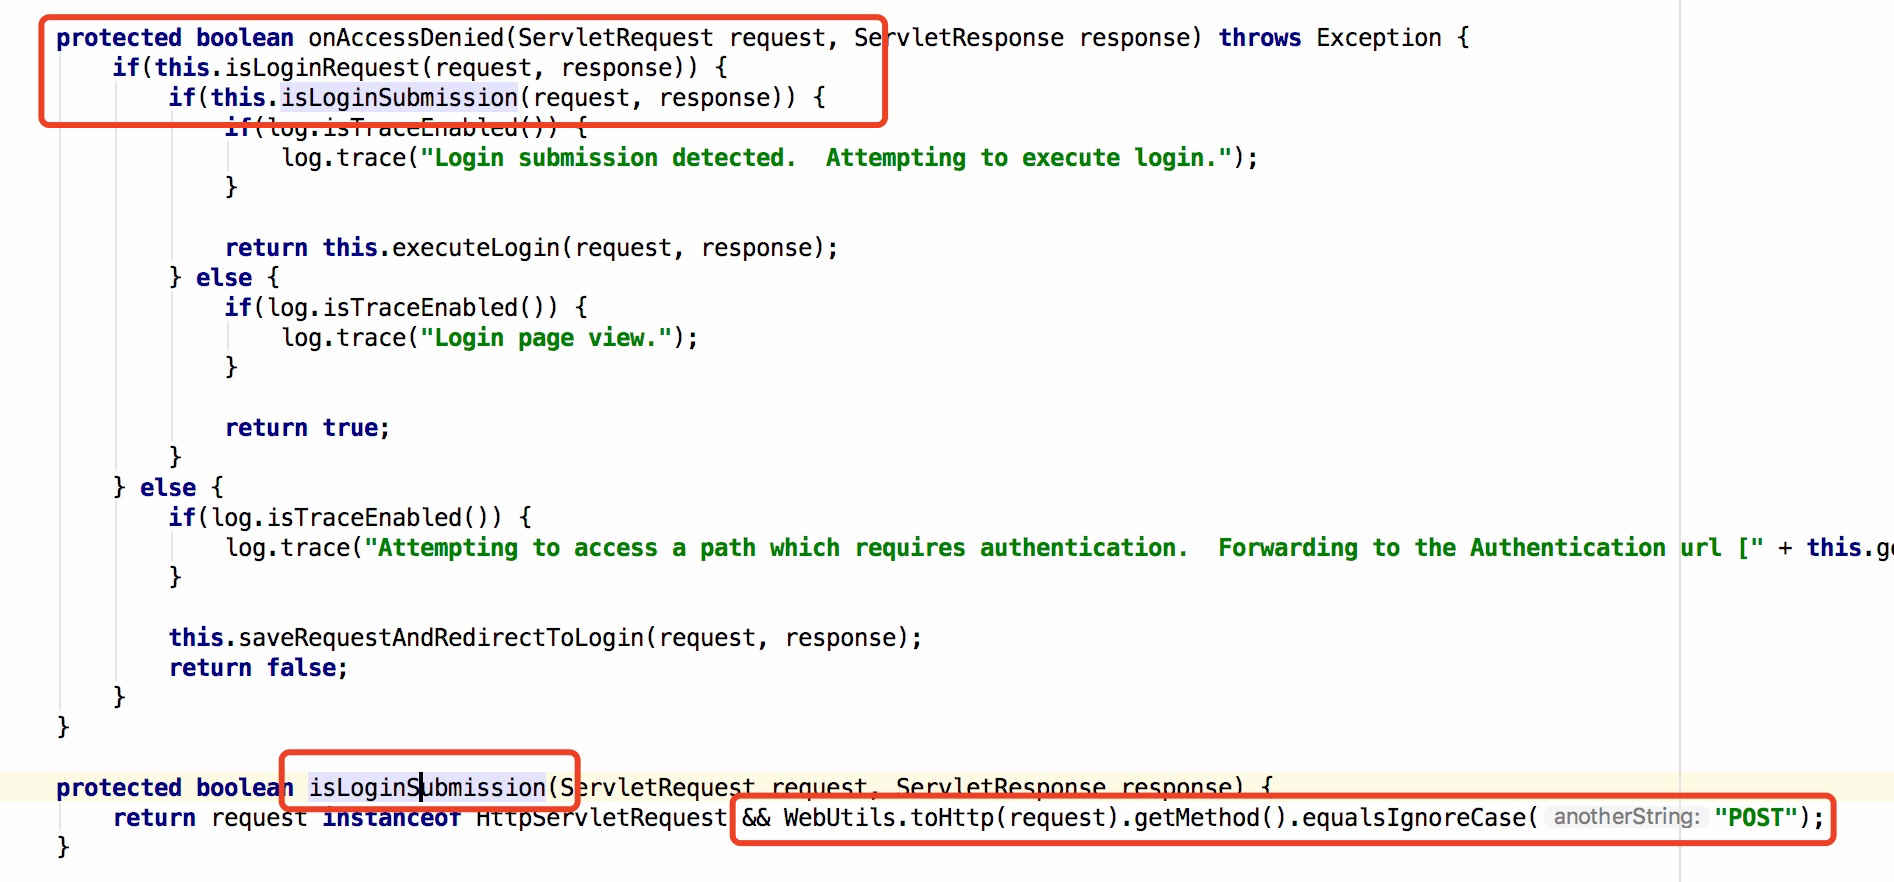 protected boolean onAccessDenied(ServletRequest request, ServletResponse response) throws Exception {
if(this.isLoginRequest(request, response)) {
if(this.isLoginSubmission(request, response)) {
if(log.isTraceEnabled()) {
log.trace("Login submission detected.  Attempting to execute login.");
}
return this.executeLogin(request, response);
} else {
if(log.isTraceEnabled()) {
log.trace("Login page view.");
}
return true;
}
} else {
if(log.isTraceEnabled()) {
log.trace("Attempting to access a path which requires authentication.  Forwarding to the Authentication url [" + this.ge
}
this.saveRequestAndRedirectToLogin(request, response);
return false;
}
}
protected boolean isLoginSubmission(ServletRequest request, ServletResponse response) {
return request instanceof HttpServletRequest && WebUtils.toHttp(request).getMethod().equalsIgnoreCase( anotherString: "POST");
}